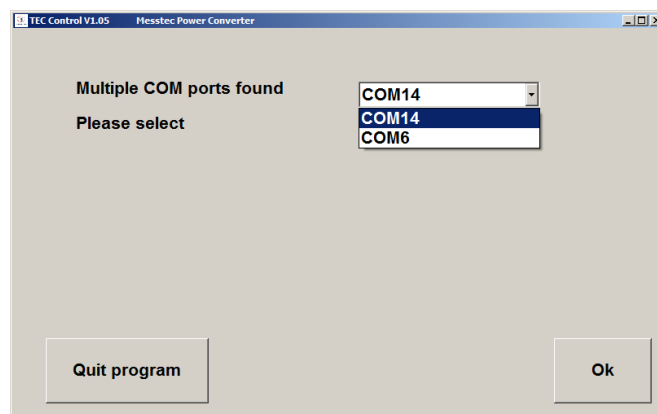 TEC Control V1.05 Messtec Power Converter
Multiple COM ports found
COM14
Please select
COM14
COM6
Quit program
Ok